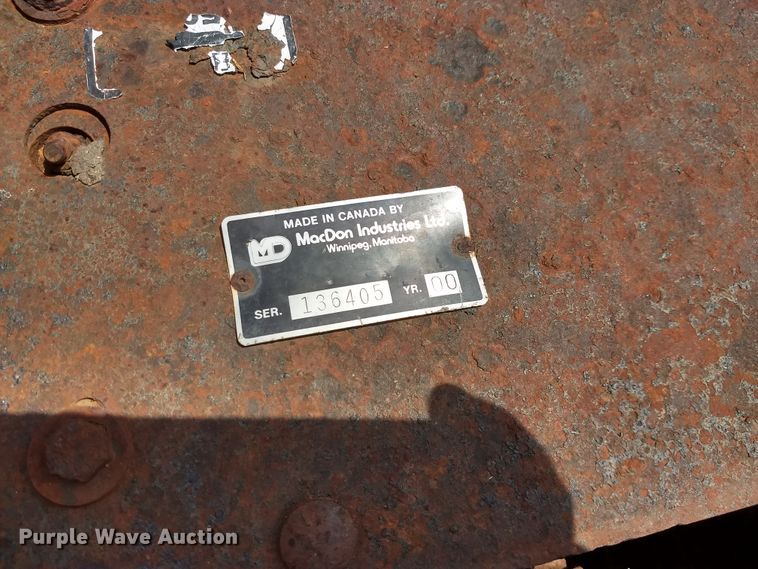 MADE IN CANADA BY
MD MacDon Industries Ltd.
Winnipeg, Manitoba
SER. 136405 YR. 00
Purple Wave Auction